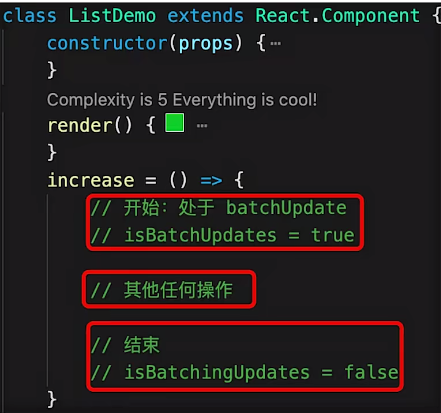 class ListDemo extends React.Component {
constructor(props) {⋯
}
Complexity is 5 Everything is cool!
render() { ⋯
}
increase = () => {
// 开始：处于 batchUpdate
// isBatchUpdates = true
// 其他任何操作
// 结束
// isBatchingUpdates = false
}